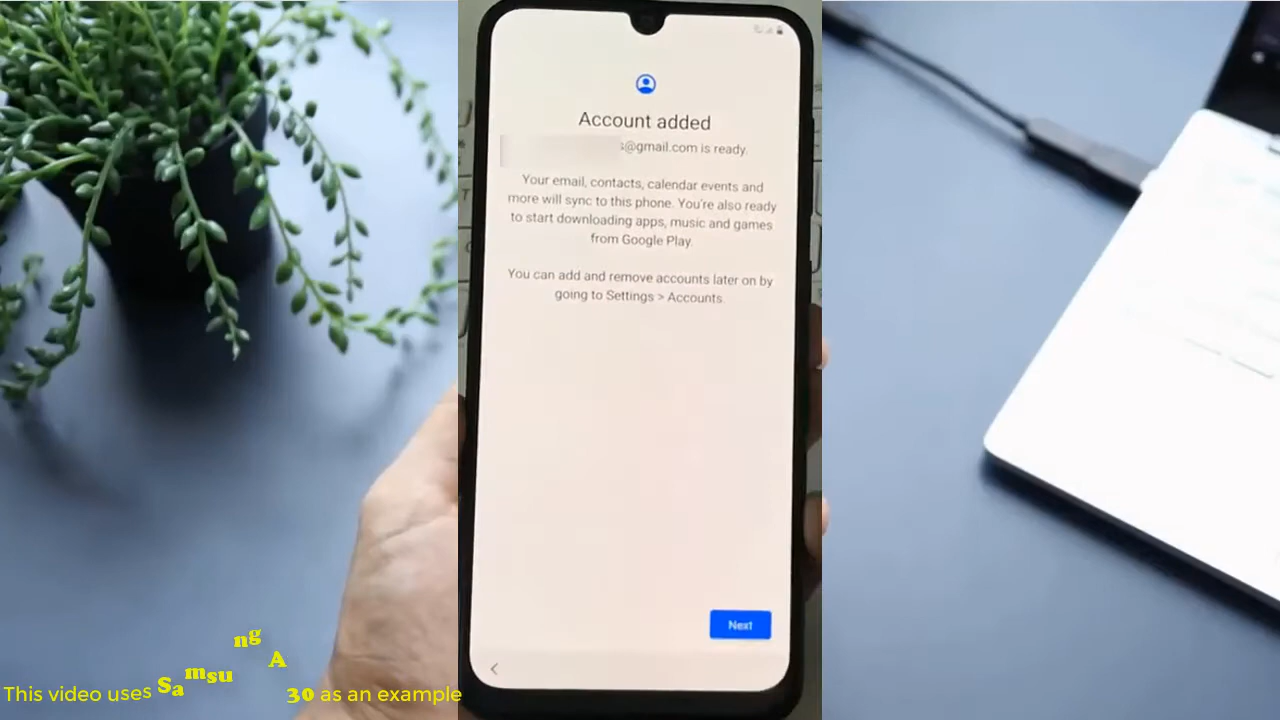 Account added
@gmail.com is ready.
Your email, contacts, calendar events and
more will sync to this phone. You're also ready
to start downloading apps, music and games
from Google Play.
You can add and remove accounts later on by
going to Settings > Accounts.
Next
This video uses Samsung A30 as an example